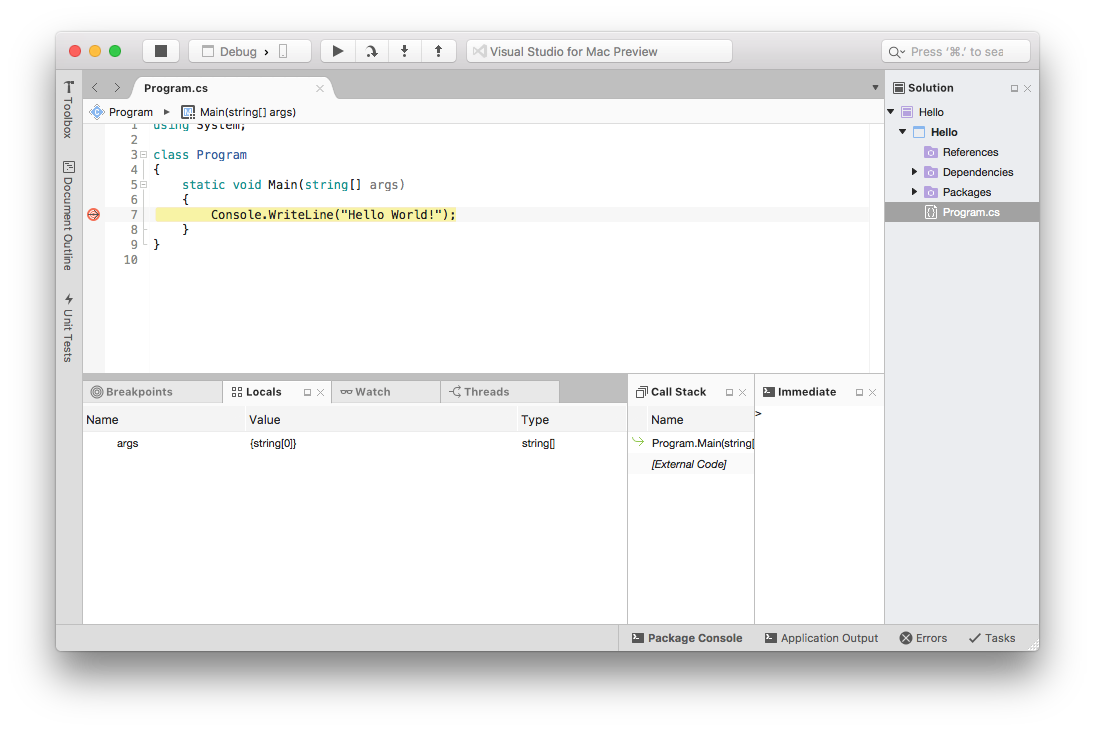 Debug
Visual Studio for Mac Preview
Press ‘⌘.’ to sea
Toolbox
Document Outline
Unit Tests
Program.cs
Program
Main(string[] args)
1 using System;
2
3 class Program
4 {
5 static void Main(string[] args)
6 {
7 Console.WriteLine("Hello World!");
8 }
9 }
10
Solution
Hello
Hello
References
Dependencies
Packages
Program.cs
Breakpoints
Locals
Watch
Threads
Name Value Type
args {string[0]} string[]
Call Stack
Name
Program.Main(string[
[External Code]
Immediate
>
Package Console
Application Output
Errors
Tasks